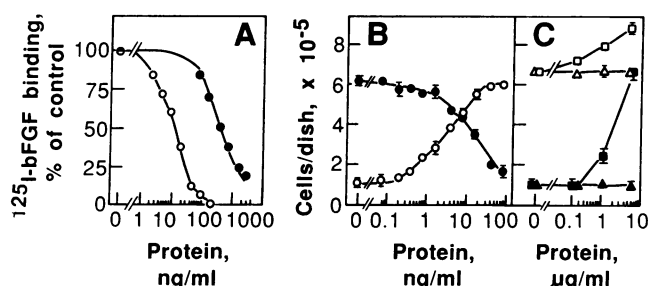 A
B
C
125I-bFGF binding,
% of control
100
75
50
25
0
0 1 10 100 1000
Protein,
ng/ml
Cells/dish, x 10-5
8
6
4
2
0
0 0.1 1 10 100
Protein,
ng/ml
0 0.1 1 10
Protein,
µg/ml